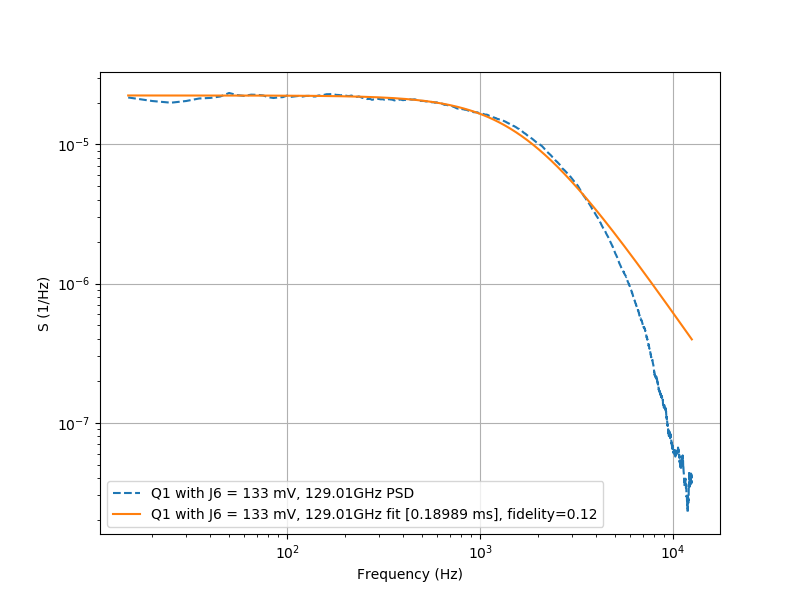 10⁻⁵
10⁻⁶
10⁻⁷
S (1/Hz)
Q1 with J6 = 133 mV, 129.01GHz PSD
Q1 with J6 = 133 mV, 129.01GHz fit [0.18989 ms], fidelity=0.12
10² 10³ 10⁴
Frequency (Hz)